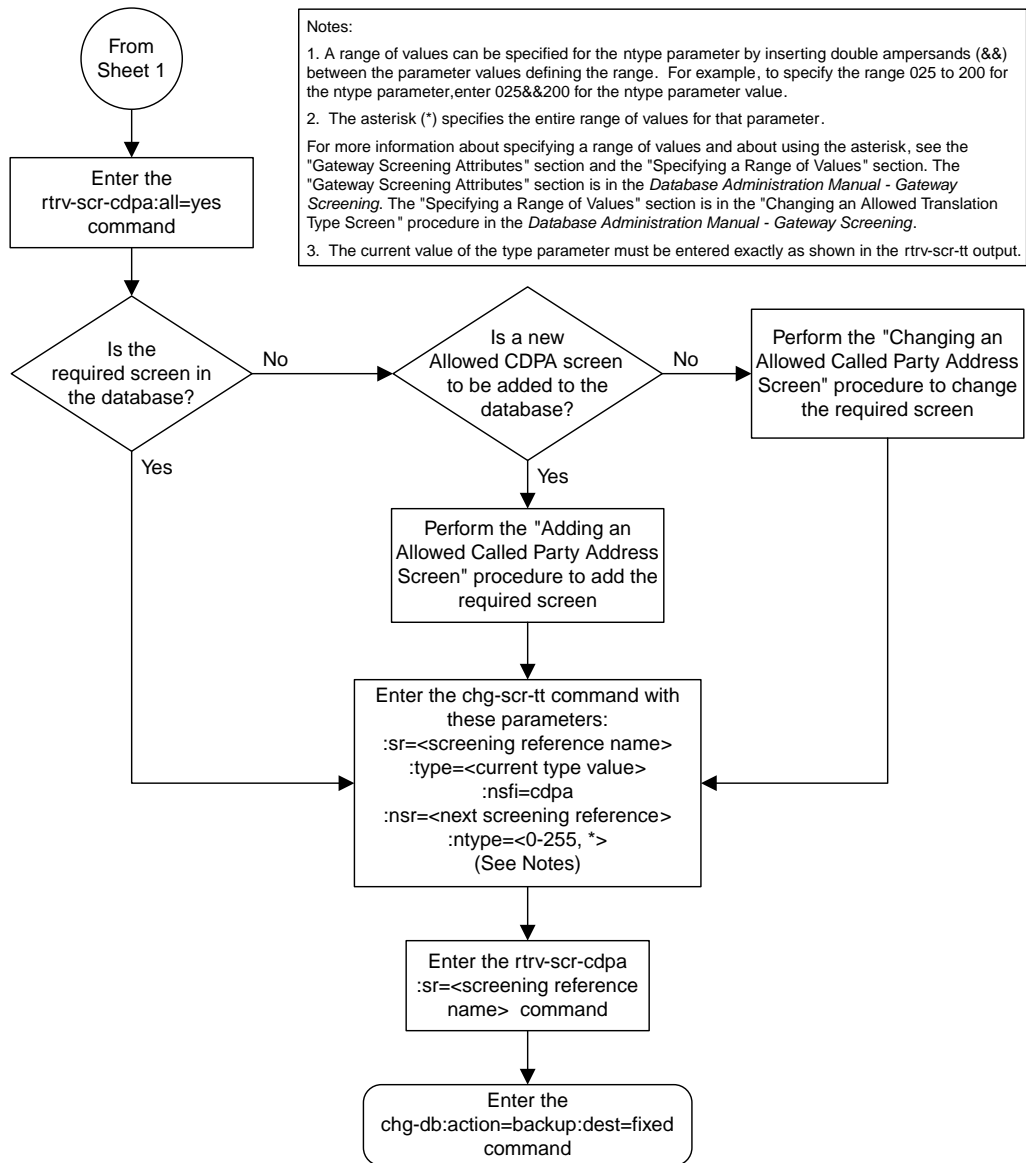 From
Sheet 1
Notes:
1. A range of values can be specified for the ntype parameter by inserting double ampersands (&&)
between the parameter values defining the range.  For example, to specify the range 025 to 200 for
the ntype parameter,enter 025&&200 for the ntype parameter value.
2.  The asterisk (*) specifies the entire range of values for that parameter.
For more information about specifying a range of values and about using the asterisk, see the
"Gateway Screening Attributes" section and the "Specifying a Range of Values" section. The
"Gateway Screening Attributes" section is in the Database Administration Manual - Gateway
Screening. The "Specifying a Range of Values" section is in the "Changing an Allowed Translation
Type Screen" procedure in the Database Administration Manual - Gateway Screening.
3.  The current value of the type parameter must be entered exactly as shown in the rtrv-scr-tt output.
Enter the
rtrv-scr-cdpa:all=yes
command
Is the
required screen in
the database?
No
Yes
Is a new
Allowed CDPA screen
to be added to the
database?
No
Yes
Perform the "Changing an
Allowed Called Party Address
Screen" procedure to change
the required screen
Perform the "Adding an
Allowed Called Party Address
Screen" procedure to add the
required screen
Enter the chg-scr-tt command with
these parameters:
:sr=<screening reference name>
:type=<current type value>
:nsfi=cdpa
:nsr=<next screening reference>
:ntype=<0-255, *>
(See Notes)
Enter the rtrv-scr-cdpa
:sr=<screening reference
name>  command
Enter the
chg-db:action=backup:dest=fixed
command